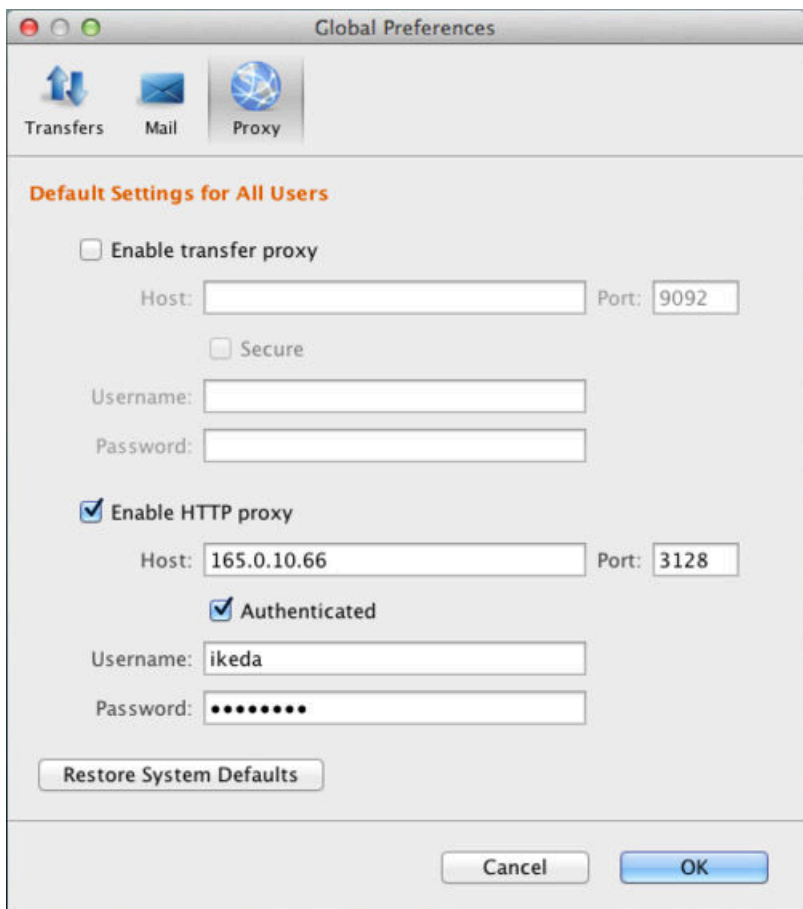 Global Preferences
Transfers Mail Proxy
Default Settings for All Users
Enable transfer proxy
Host: Port: 9092
Secure
Username:
Password:
Enable HTTP proxy
Host: 165.0.10.66 Port: 3128
Authenticated
Username: ikeda
Password: ••••••••
Restore System Defaults
Cancel OK